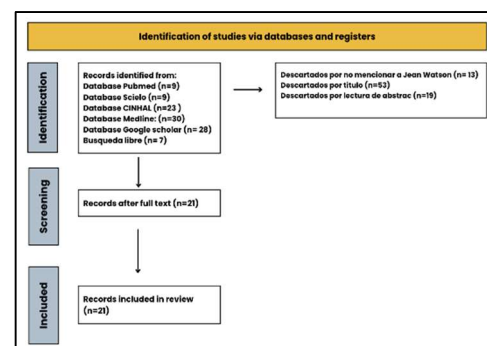 Identification of studies via databases and registers
Identification
Records identified from:
Database Pubmed (n=9)
Database Scielo (n=9)
Database CINHAL (n=23 )
Database Medline: (n=30)
Database Google scholar (n= 28)
Busqueda libre (n= 7)
Descartados por no mencionar a Jean Watson (n= 13)
Descartados por titulo (n=53)
Descartados por lectura de abstrac (n=19)
Screening
Records after full text (n=21)
Included
Records included in review
(n=21)